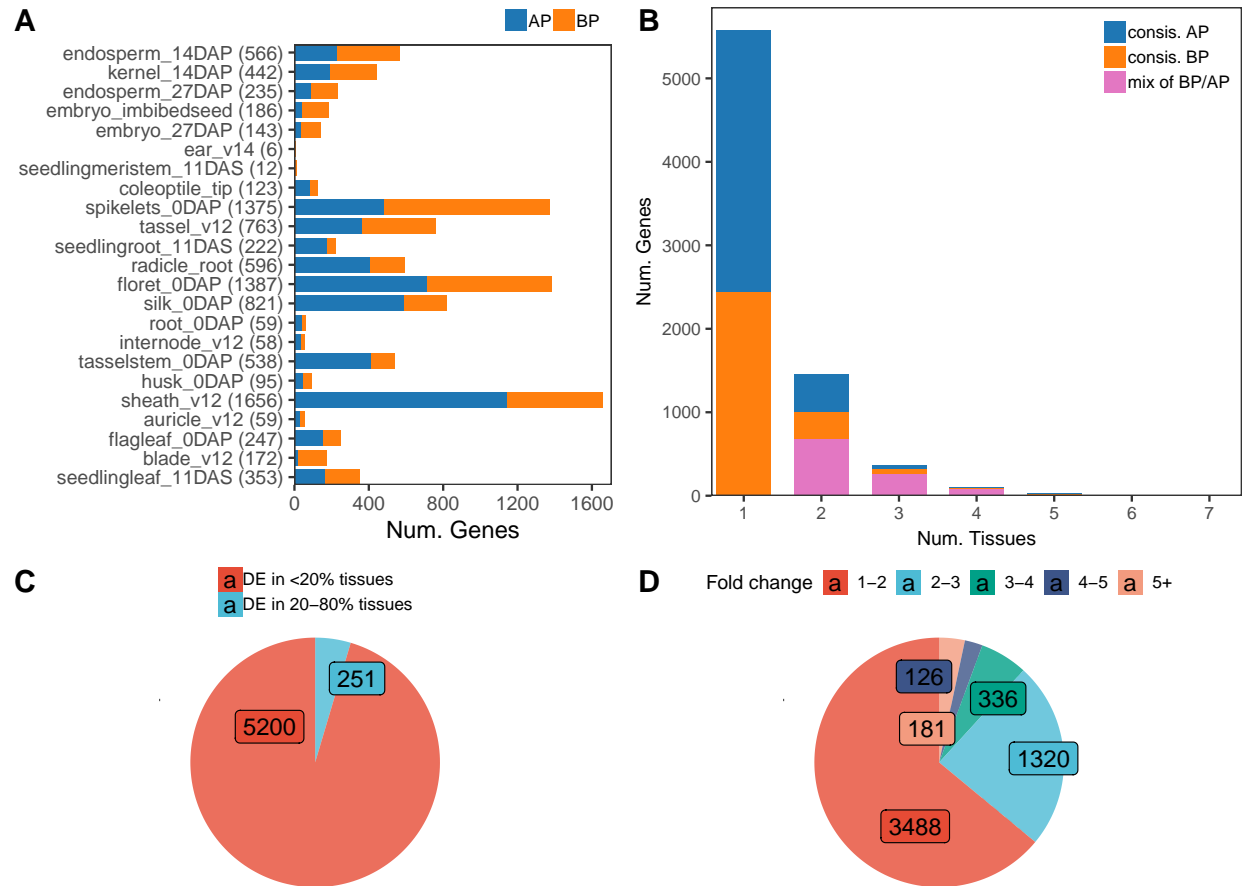 A
AP BP
endosperm_14DAP (566)
kernel_14DAP (442)
endosperm_27DAP (235)
embryo_imbibedseed (186)
embryo_27DAP (143)
ear_v14 (6)
seedlingmeristem_11DAS (12)
coleoptile_tip (123)
spikelets_0DAP (1375)
tassel_v12 (763)
seedlingroot_11DAS (222)
radicle_root (596)
floret_0DAP (1387)
silk_0DAP (821)
root_0DAP (59)
internode_v12 (58)
tasselstem_0DAP (538)
husk_0DAP (95)
sheath_v12 (1656)
auricle_v12 (59)
flagleaf_0DAP (247)
blade_v12 (172)
seedlingleaf_11DAS (353)
0 400 800 1200 1600
Num. Genes
B
consis. AP
consis. BP
mix of BP/AP
5000
4000
3000
2000
1000
0
Num. Genes
1 2 3 4 5 6 7
Num. Tissues
C
a DE in <20% tissues
a DE in 20–80% tissues
251
5200
D
Fold change a 1–2 a 2–3 a 3–4 a 4–5 a 5+
126
336
181
1320
3488